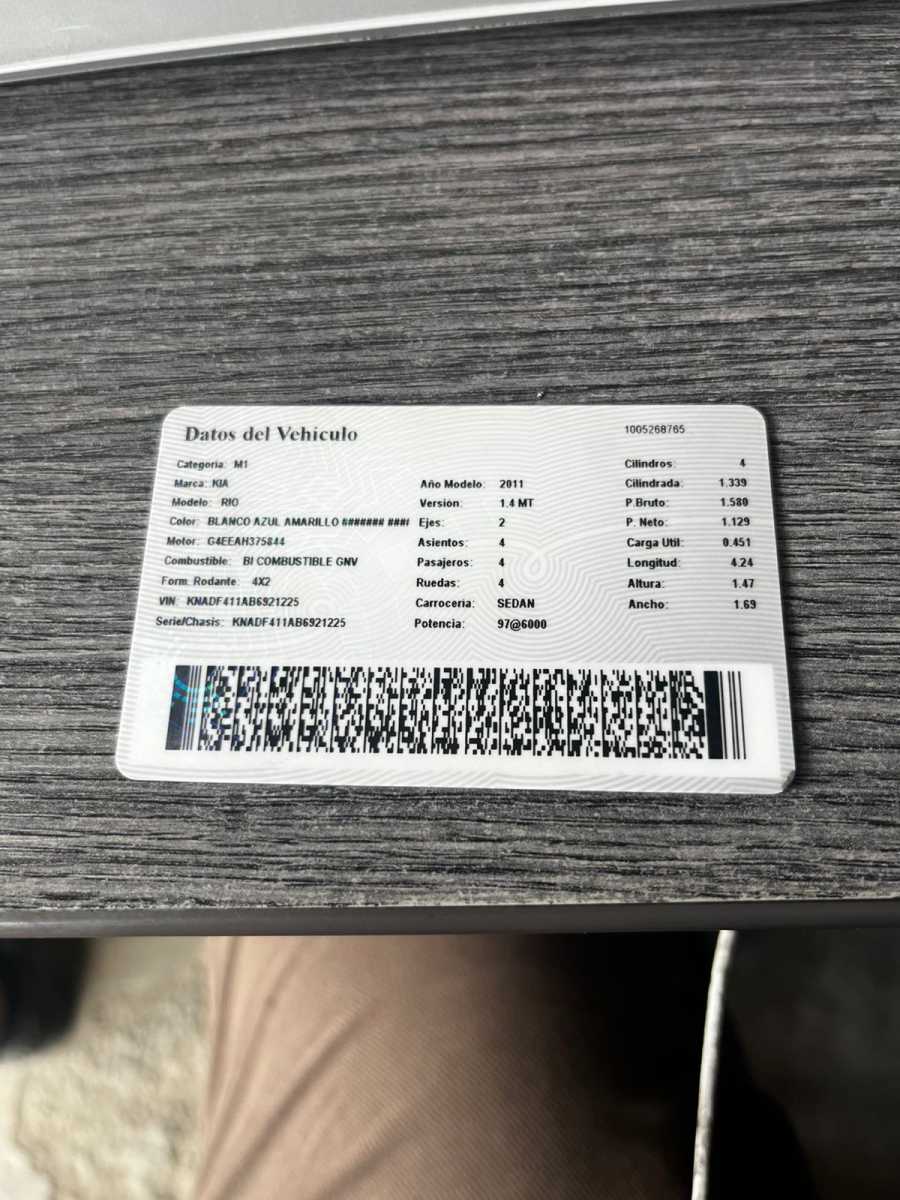 Datos del Vehículo 1005268765
Categoria: M1 Cilindros: 4
Marca: KIA Año Modelo: 2011 Cilindrada: 1.339
Modelo: RIO Versión: 1.4 MT P.Bruto: 1.580
Color: BLANCO AZUL AMARILLO ####### #### Ejes: 2 P. Neto: 1.129
Motor: G4EEAH375844 Asientos: 4 Carga Util: 0.451
Combustible: BI COMBUSTIBLE GNV Pasajeros: 4 Longitud: 4.24
Form. Rodante: 4X2 Ruedas: 4 Altura: 1.47
VIN: KNADF411AB6921225 Carroceria: SEDAN Ancho: 1.69
Serie/Chasis: KNADF411AB6921225 Potencia: 97@6000